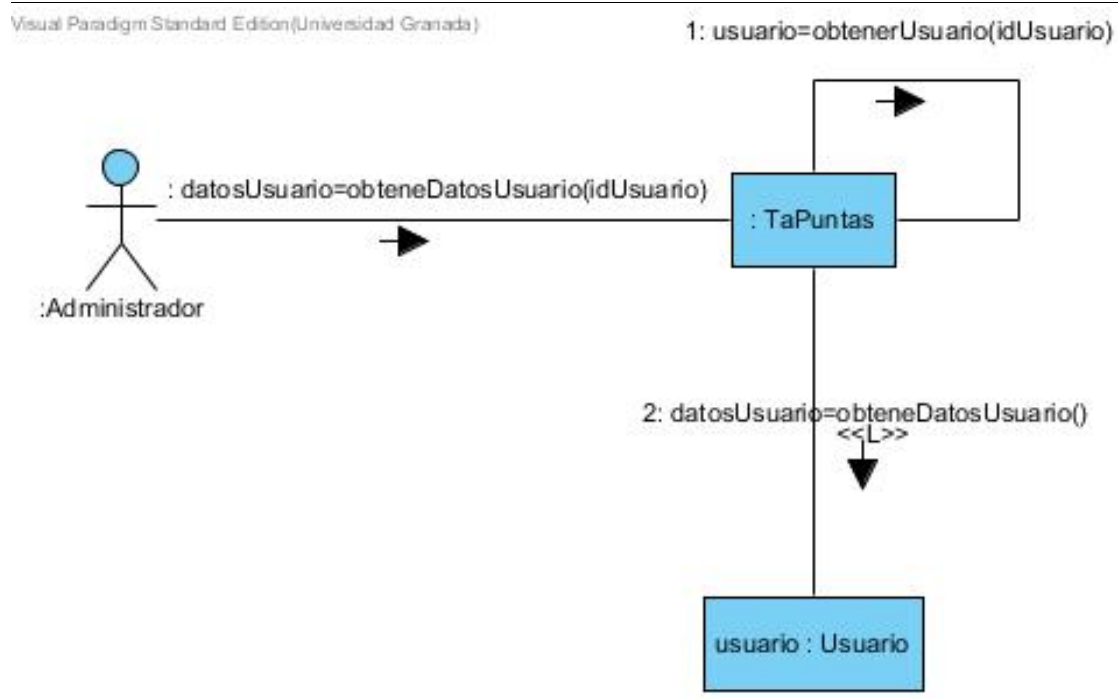 Visual Paradigm Standard Edition(Universidad Granada)
1: usuario=obtenerUsuario(idUsuario)
: datosUsuario=obteneDatosUsuario(idUsuario)
: TaPuntas
:Administrador
2: datosUsuario=obteneDatosUsuario()
<<L>>
usuario : Usuario